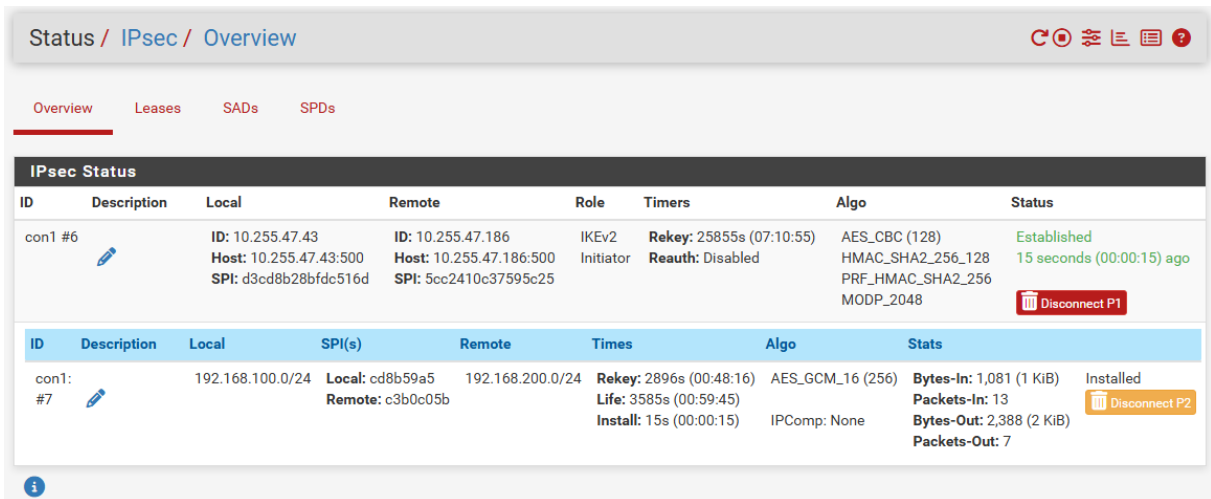 Status / IPsec / Overview
Overview Leases SADs SPDs
IPsec Status
ID Description Local Remote Role Timers Algo Status
con1 #6 ID: 10.255.47.43 ID: 10.255.47.186 IKEv2 Rekey: 25855s (07:10:55) AES_CBC (128) Established
Host: 10.255.47.43:500 Host: 10.255.47.186:500 Initiator Reauth: Disabled HMAC_SHA2_256_128 15 seconds (00:00:15) ago
SPI: d3cd8b28bfdc516d SPI: 5cc2410c37595c25 PRF_HMAC_SHA2_256
MODP_2048 Disconnect P1
ID Description Local SPI(s) Remote Times Algo Stats
con1: 192.168.100.0/24 Local: cd8b59a5 192.168.200.0/24 Rekey: 2896s (00:48:16) AES_GCM_16 (256) Bytes-In: 1,081 (1 KiB) Installed
#7 Remote: c3b0c05b Life: 3585s (00:59:45) Packets-In: 13 Disconnect P2
Install: 15s (00:00:15) IPComp: None Bytes-Out: 2,388 (2 KiB)
Packets-Out: 7